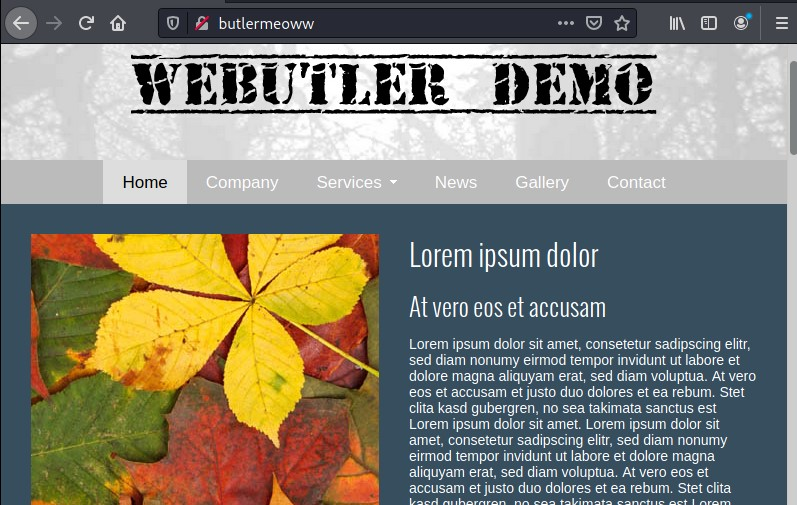 butlermeoww
WEBUTLER DEMO
Home Company Services News Gallery Contact
Lorem ipsum dolor
At vero eos et accusam
Lorem ipsum dolor sit amet, consetetur sadipscing elitr,
sed diam nonumy eirmod tempor invidunt ut labore et
dolore magna aliquyam erat, sed diam voluptua. At vero
eos et accusam et justo duo dolores et ea rebum. Stet
clita kasd gubergren, no sea takimata sanctus est
Lorem ipsum dolor sit amet. Lorem ipsum dolor sit
amet, consetetur sadipscing elitr, sed diam nonumy
eirmod tempor invidunt ut labore et dolore magna
aliquyam erat, sed diam voluptua. At vero eos et
accusam et justo duo dolores et ea rebum. Stet clita
kasd gubergren, no sea takimata sanctus est Lorem